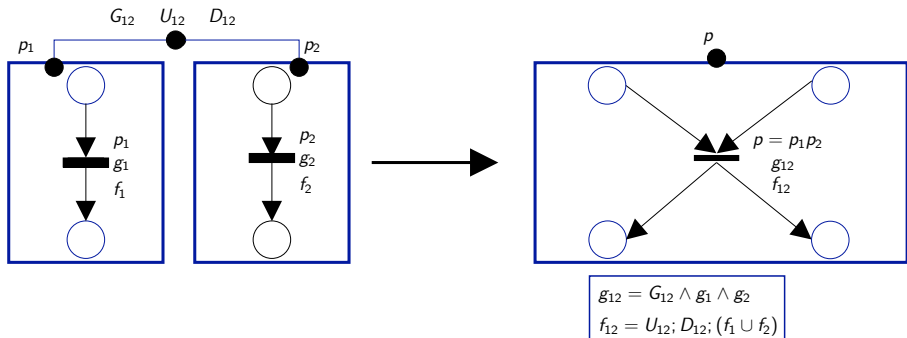 G₁₂ U₁₂ D₁₂
p₁ p₂
p₁
g₁
f₁
p₂
g₂
f₂
p
p = p₁p₂
g₁₂
f₁₂
g₁₂ = G₁₂ ∧ g₁ ∧ g₂
f₁₂ = U₁₂; D₁₂; (f₁ ∪ f₂)